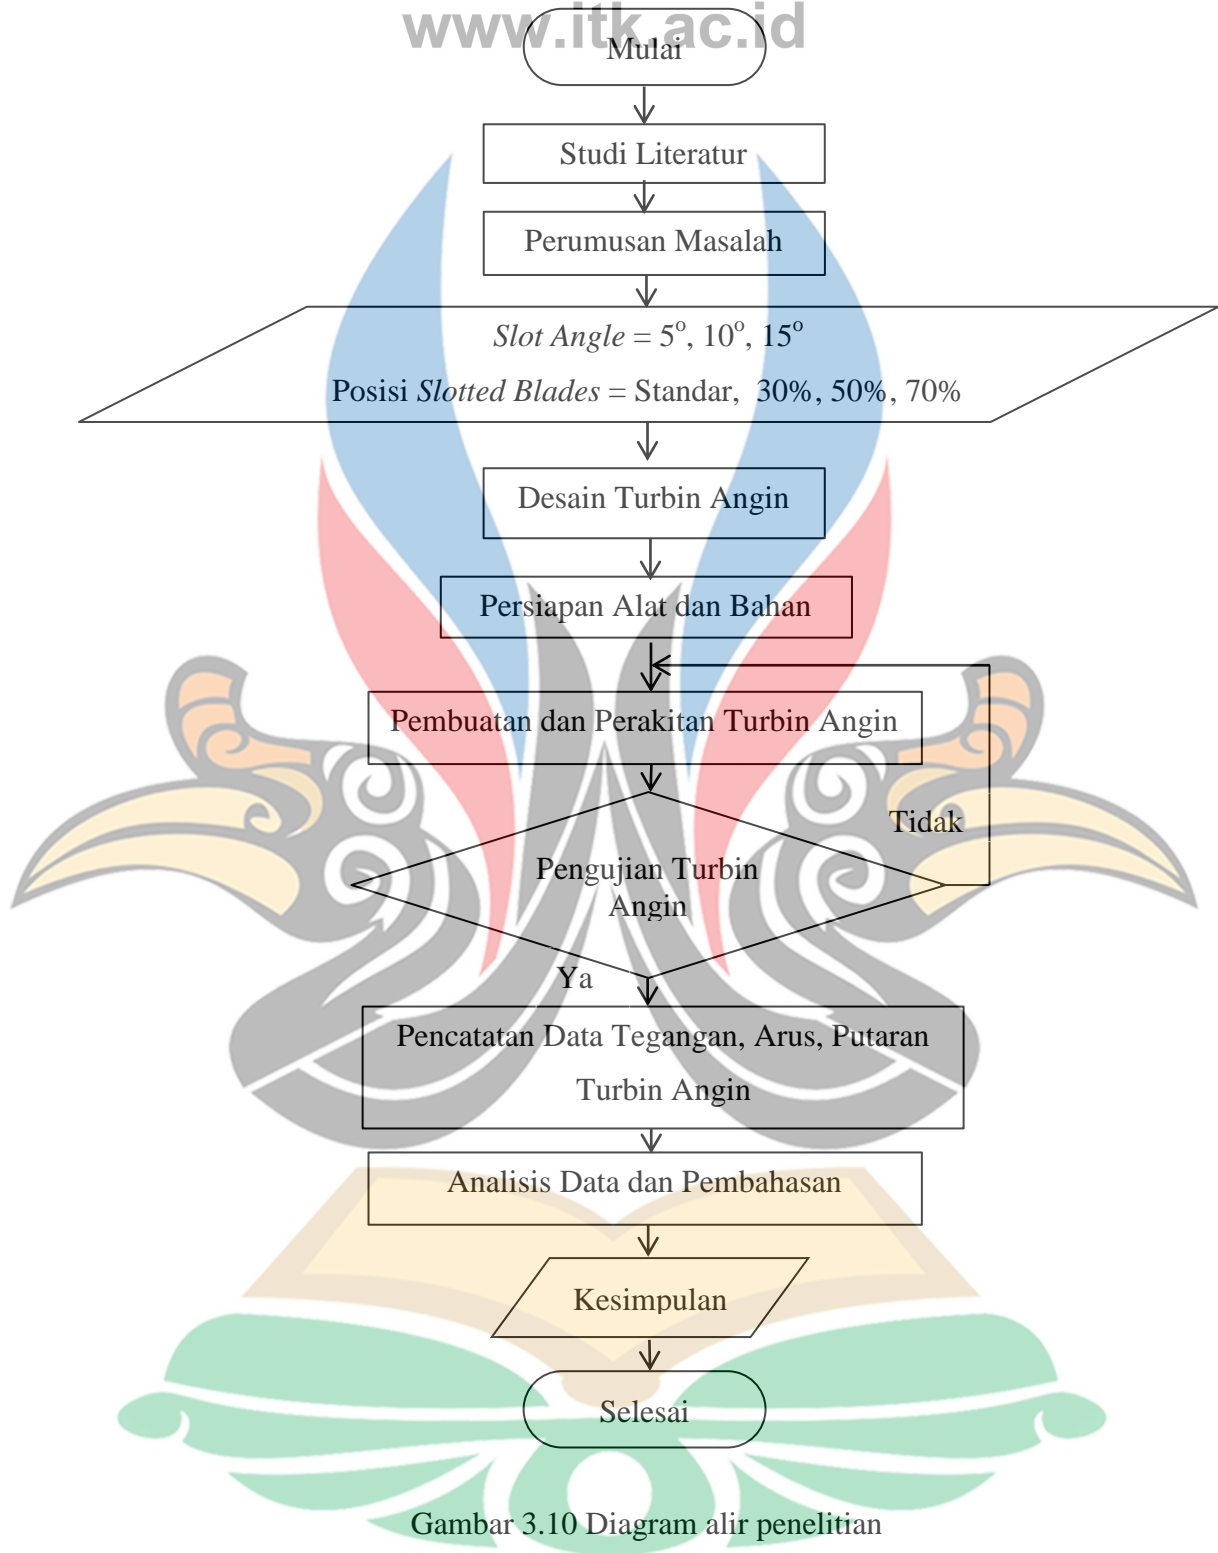 www.itk.ac.id
Mulai
Studi Literatur
Perumusan Masalah
Slot Angle = 5º, 10º, 15º
Posisi Slotted Blades = Standar, 30%, 50%, 70%
Desain Turbin Angin
Persiapan Alat dan Bahan
Pembuatan dan Perakitan Turbin Angin
Tidak
Pengujian Turbin
Angin
Ya
Pencatatan Data Tegangan, Arus, Putaran
Turbin Angin
Analisis Data dan Pembahasan
Kesimpulan
Selesai
Gambar 3.10 Diagram alir penelitian